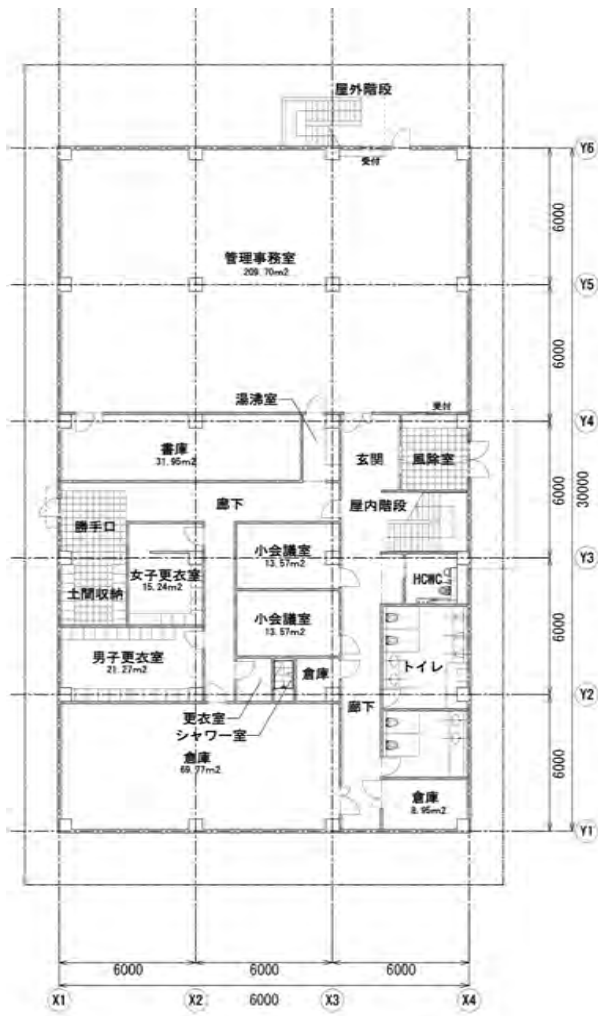 屋外階段
受付
Y6
6000
管理事務室
209.70m2
Y5
6000
湯沸室
受付
Y4
書庫
31.95m2
玄関
風除室
6000
30000
廊下
屋内階段
勝手口
小会議室
13.57m2
Y3
女子更衣室
15.24m2
HCWC
土間収納
小会議室
13.57m2
6000
男子更衣室
21.27m2
トイレ
倉庫
Y2
更衣室
シャワー室
廊下
倉庫
69.77m2
6000
倉庫
8.95m2
Y1
6000
6000
6000
6000
X1
X2
X3
X4